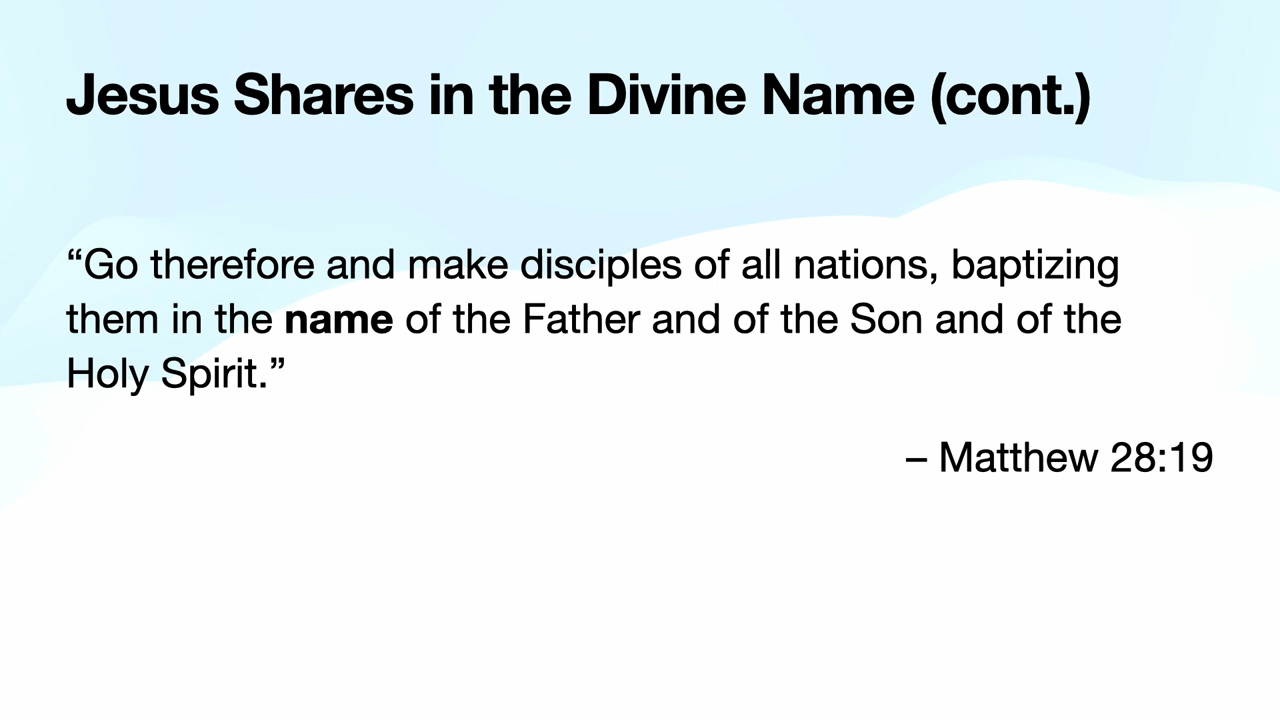 Jesus Shares in the Divine Name (cont.)
“Go therefore and make disciples of all nations, baptizing
them in the name of the Father and of the Son and of the
Holy Spirit.”
– Matthew 28:19